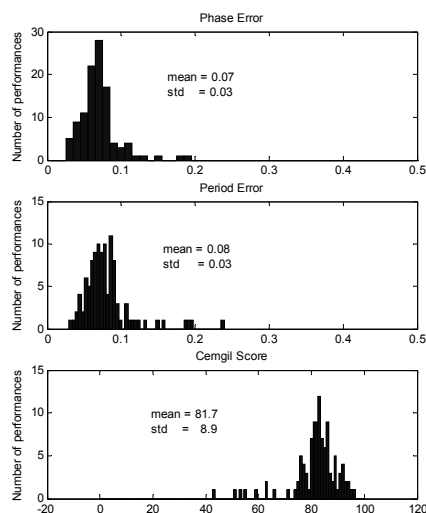 Phase Error
30
20
10
0
Number of performances
mean = 0.07
std = 0.03
0 0.1 0.2 0.3 0.4 0.5
Period Error
15
10
5
0
Number of performances
mean = 0.08
std = 0.03
0 0.1 0.2 0.3 0.4 0.5
Cemgil Score
15
10
5
0
Number of performances
mean = 81.7
std = 8.9
-20 0 20 40 60 80 100 120